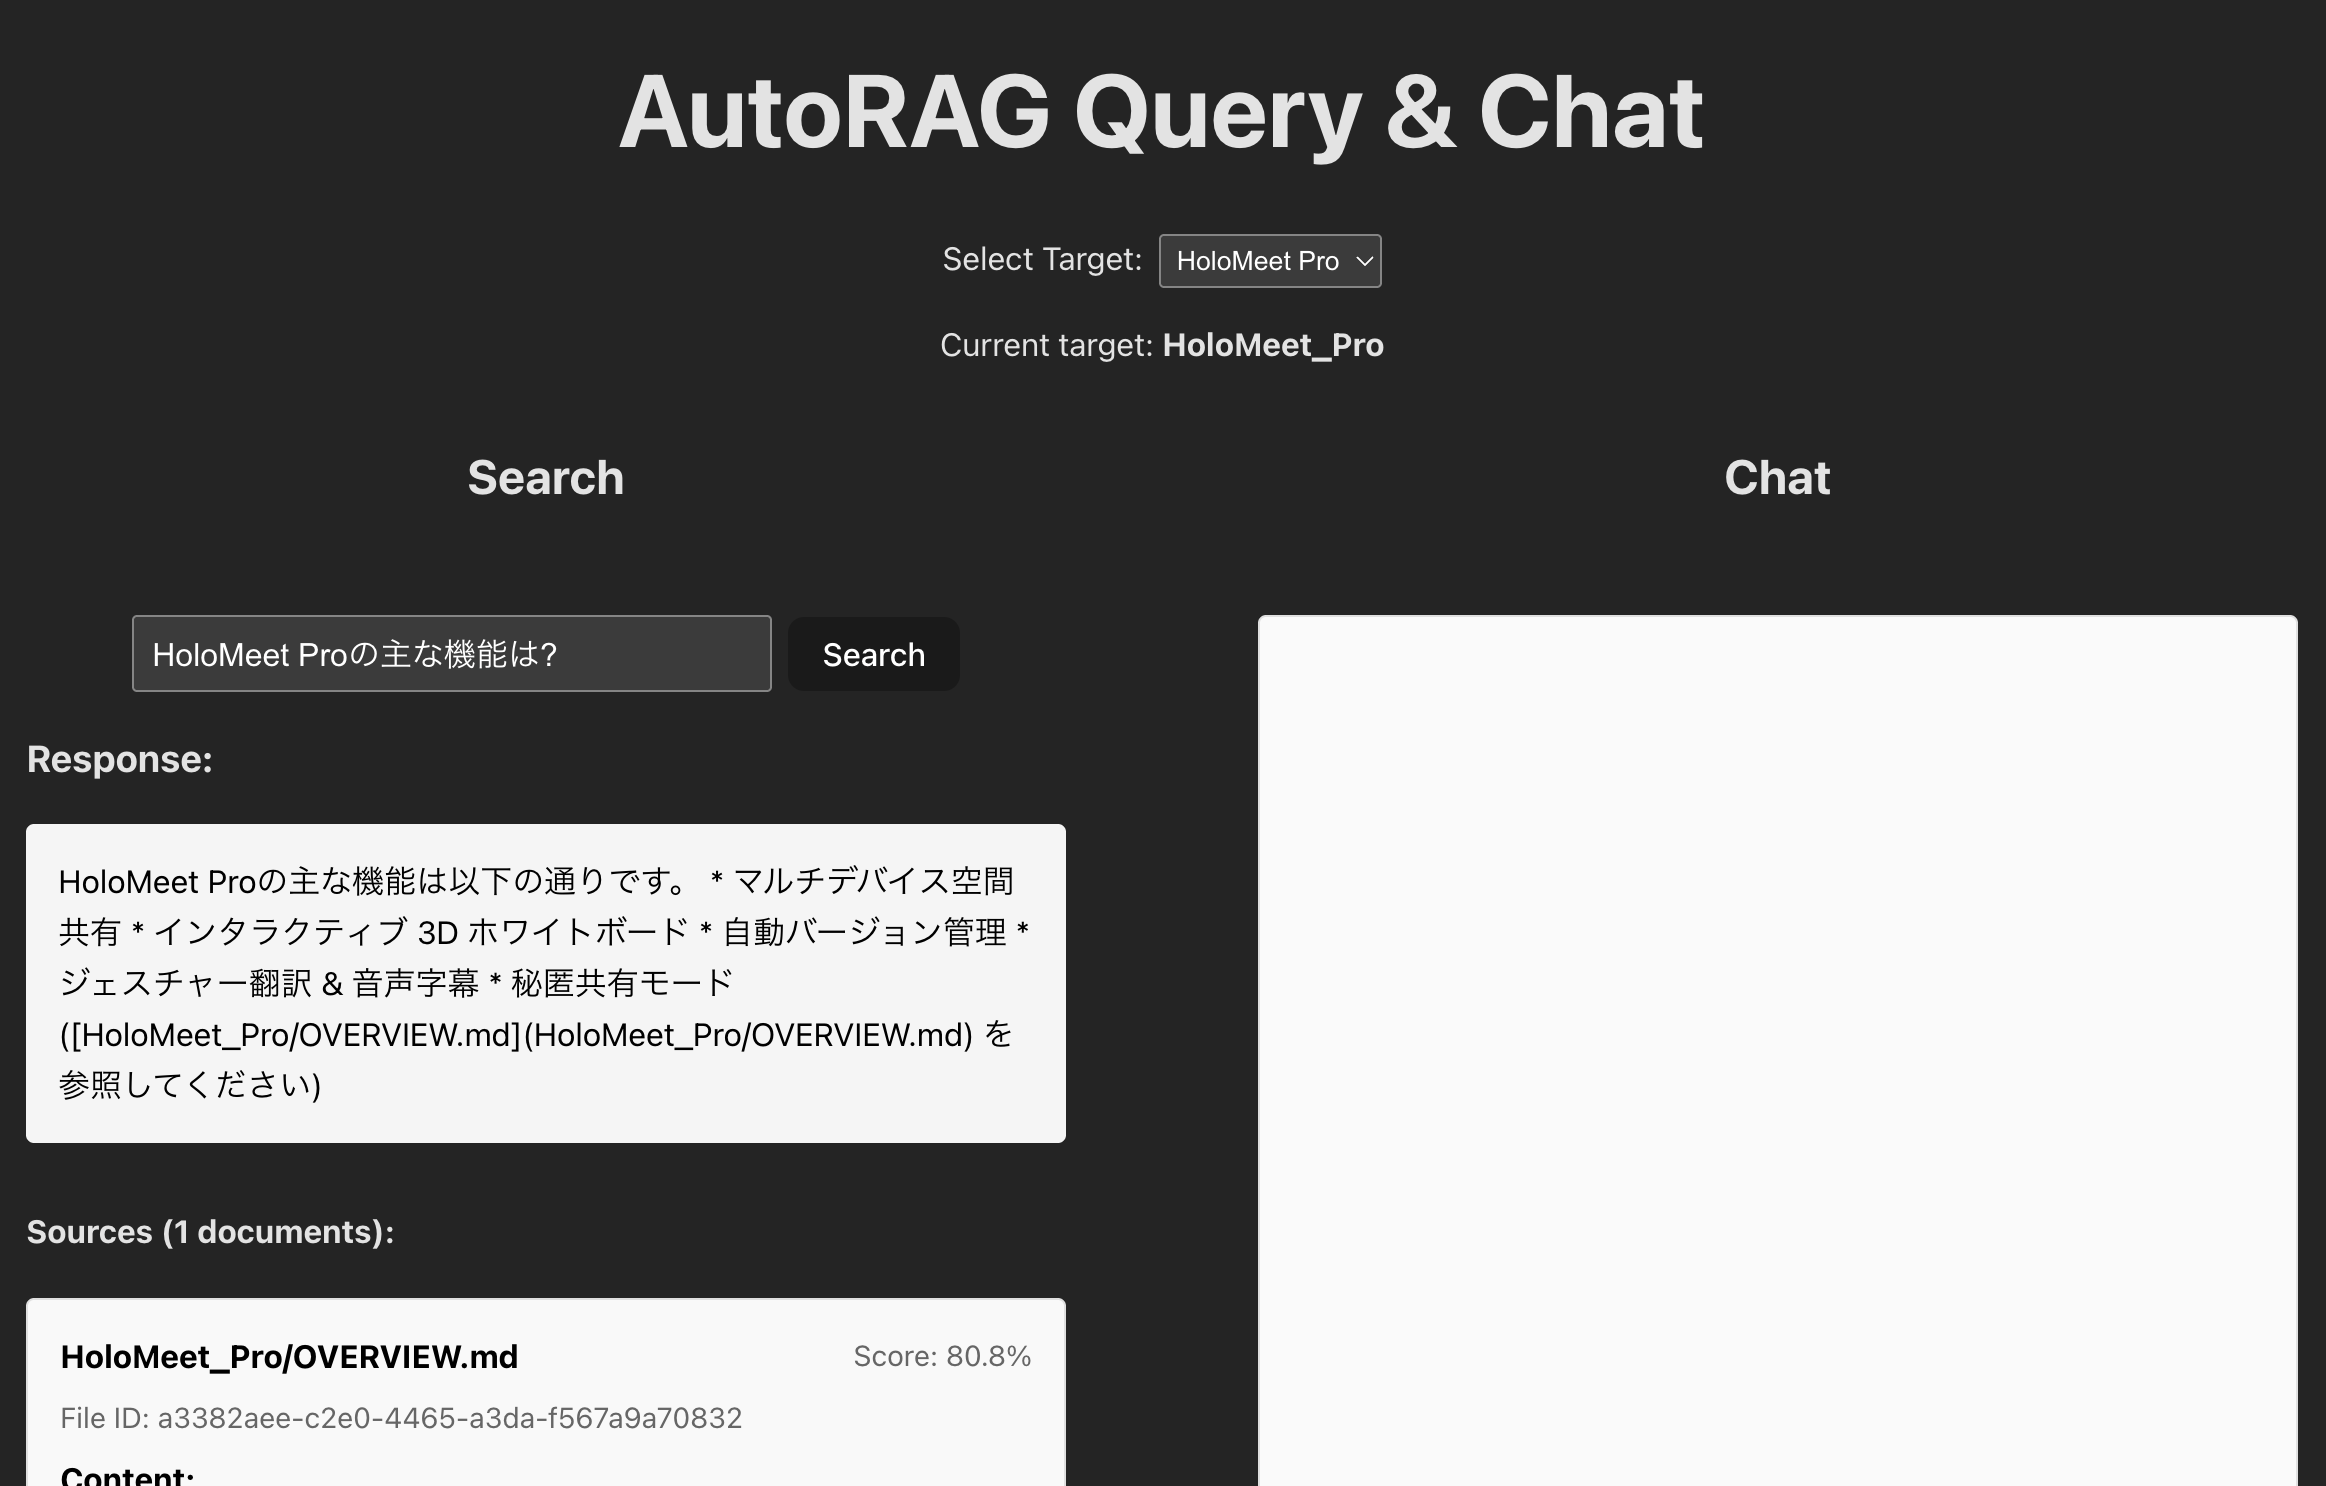 AutoRAG Query & Chat
Select Target: HoloMeet Pro
Current target: HoloMeet_Pro
Search
HoloMeet Proの主な機能は?
Search
Response:
HoloMeet Proの主な機能は以下の通りです。 * マルチデバイス空間
共有 * インタラクティブ 3D ホワイトボード * 自動バージョン管理 *
ジェスチャー翻訳 & 音声字幕 * 秘匿共有モード
([HoloMeet_Pro/OVERVIEW.md](HoloMeet_Pro/OVERVIEW.md) を
参照してください)
Sources (1 documents):
HoloMeet_Pro/OVERVIEW.md Score: 80.8%
File ID: a3382aee-c2e0-4465-a3da-f567a9a70832
Content:
Chat